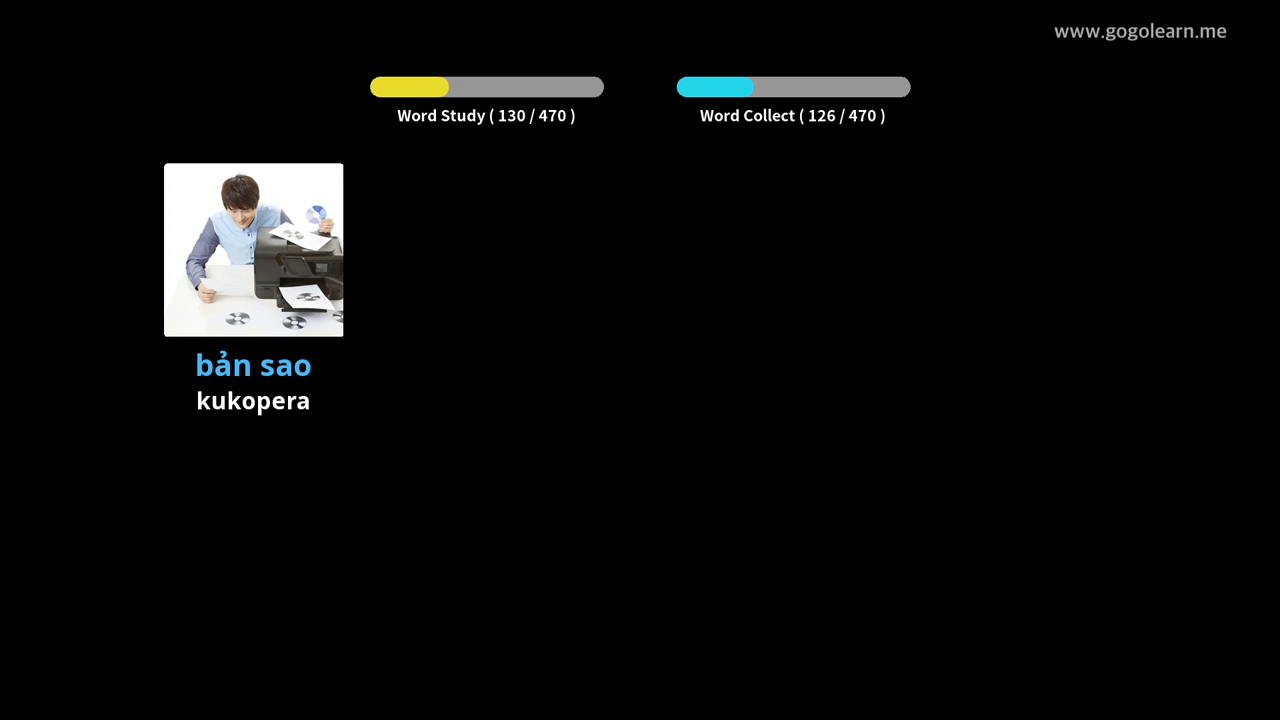 www.gogolearn.me
Word Study ( 130 / 470 )
Word Collect ( 126 / 470 )
bản sao
kukopera